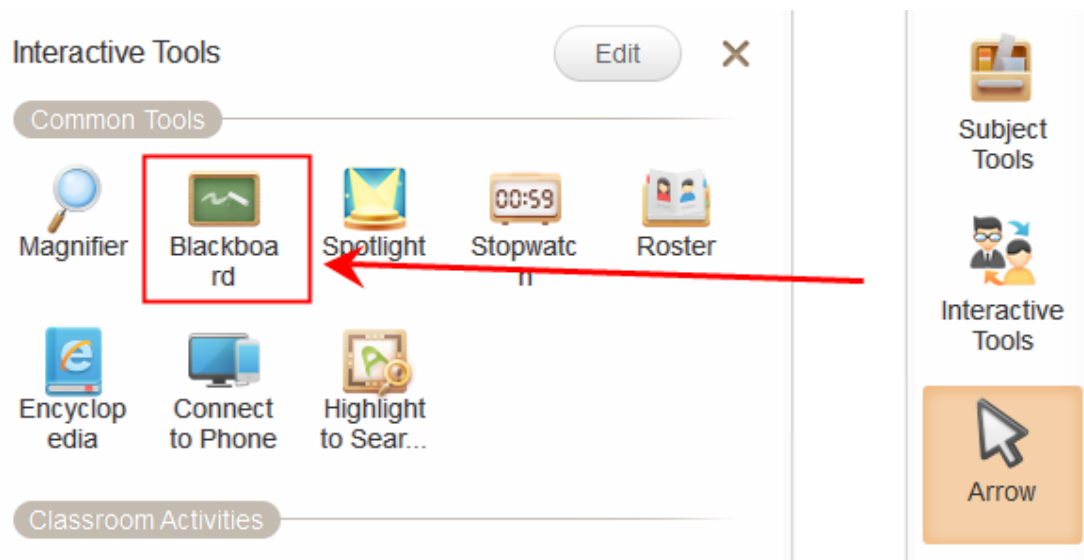 Interactive Tools
Edit
Common Tools
Magnifier
Blackboa
rd
Spotlight
Stopwatc
h
00:59
Roster
Encyclop
edia
Connect
to Phone
Highlight
to Sear...
Classroom Activities
Subject
Tools
Interactive
Tools
Arrow